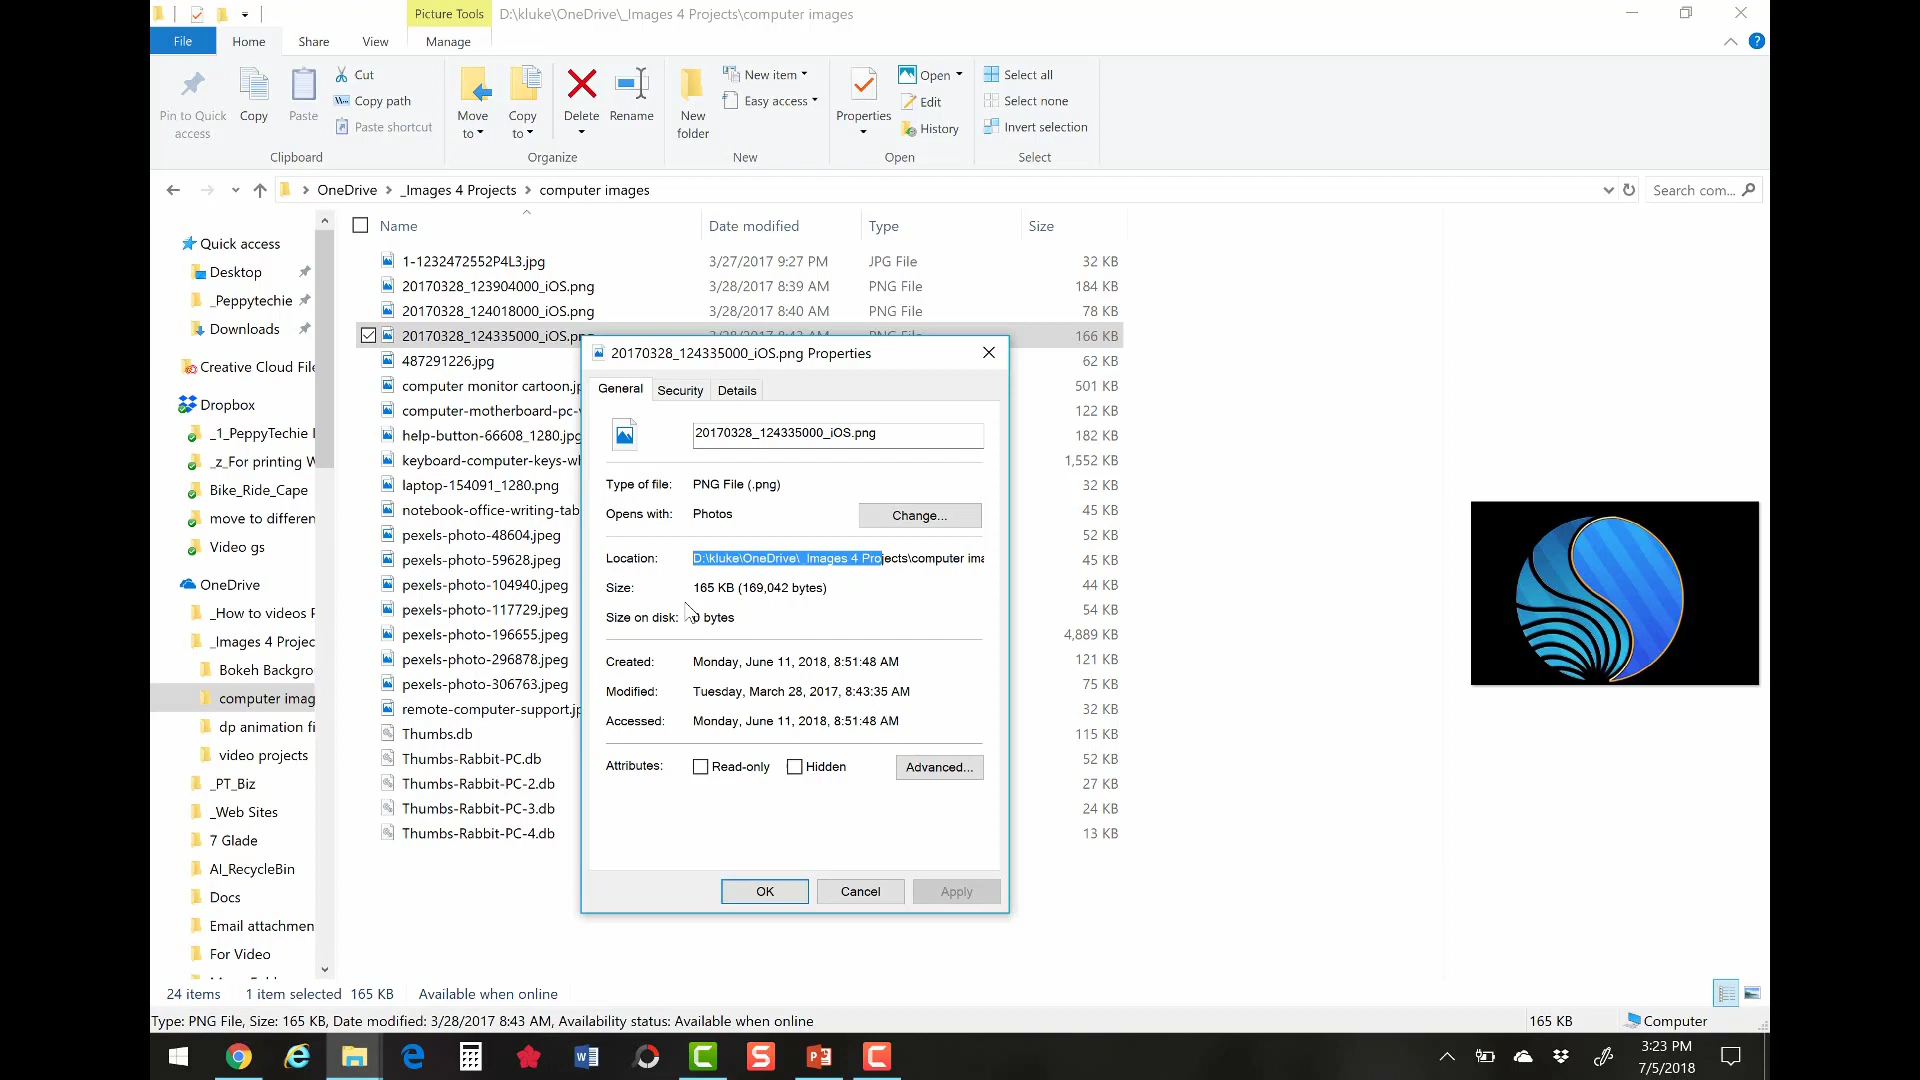 Picture Tools
D:\kluke\OneDrive\_Images 4 Projects\computer images
File
Home
Share
View
Manage
Pin to Quick access
Copy
Paste
Cut
Copy path
Paste shortcut
Clipboard
Move to
Copy to
Delete
Rename
Organize
New folder
New item
Easy access
New
Properties
Open
Edit
History
Open
Select all
Select none
Invert selection
Select
OneDrive > _Images 4 Projects > computer images
Search com...
Name
Date modified
Type
Size
Quick access
Desktop
_Peppytechie
Downloads
Creative Cloud File
Dropbox
_1_PeppyTechie
_z_For printing W
Bike_Ride_Cape
move to differen
Video gs
OneDrive
_How to videos
_Images 4 Projec
Bokeh Backgro
computer imag
dp animation fi
video projects
_PT_Biz
_Web Sites
7 Glade
AI_RecycleBin
Docs
Email attachmen
For Video
1-1232472552P4L3.jpg 3/27/2017 9:27 PM JPG File 32 KB
20170328_123904000_iOS.png 3/28/2017 8:39 AM PNG File 184 KB
20170328_124018000_iOS.png 3/28/2017 8:40 AM PNG File 78 KB
20170328_124335000_iOS.pn 166 KB
487291226.jpg 62 KB
computer monitor cartoon.jp 501 KB
computer-motherboard-pc- 122 KB
help-button-66608_1280.jpg 182 KB
keyboard-computer-keys-wh 1,552 KB
laptop-154091_1280.png 32 KB
notebook-office-writing-tab 45 KB
pexels-photo-48604.jpeg 52 KB
pexels-photo-59628.jpeg 45 KB
pexels-photo-104940.jpeg 44 KB
pexels-photo-117729.jpeg 54 KB
pexels-photo-196655.jpeg 4,889 KB
pexels-photo-296878.jpeg 121 KB
pexels-photo-306763.jpeg 75 KB
remote-computer-support.jp 32 KB
Thumbs.db 115 KB
Thumbs-Rabbit-PC.db 52 KB
Thumbs-Rabbit-PC-2.db 27 KB
Thumbs-Rabbit-PC-3.db 24 KB
Thumbs-Rabbit-PC-4.db 13 KB
20170328_124335000_iOS.png Properties
General
Security
Details
20170328_124335000_iOS.png
Type of file: PNG File (.png)
Opens with: Photos
Change...
Location: D:\kluke\OneDrive\_Images 4 Projects\computer ima
Size: 165 KB (169,042 bytes)
Size on disk: 0 bytes
Created: Monday, June 11, 2018, 8:51:48 AM
Modified: Tuesday, March 28, 2017, 8:43:35 AM
Accessed: Monday, June 11, 2018, 8:51:48 AM
Attributes: Read-only Hidden
Advanced...
OK
Cancel
Apply
24 items 1 item selected 165 KB Available when online
Type: PNG File, Size: 165 KB, Date modified: 3/28/2017 8:43 AM, Availability status: Available when online
165 KB
Computer
3:23 PM
7/5/2018